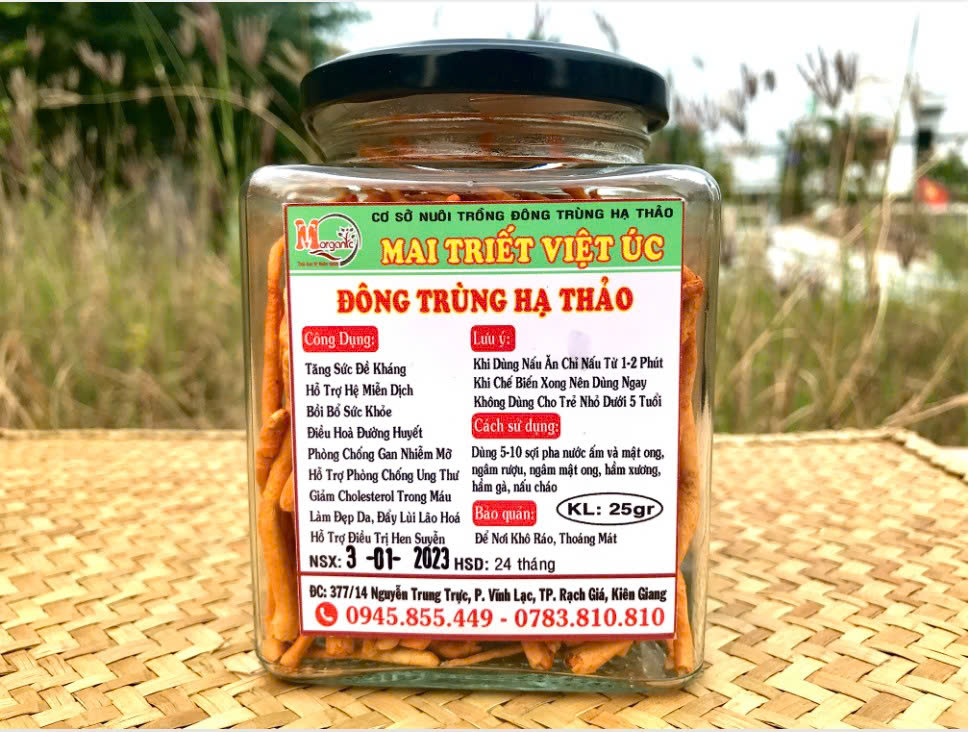 CƠ SỞ NUÔI TRỒNG ĐÔNG TRÙNG HẠ THẢO
Morganic
MAI TRIẾT VIỆT ÚC
ĐÔNG TRÙNG HẠ THẢO
Công Dụng:
Tăng Sức Đề Kháng
Hỗ Trợ Hệ Miễn Dịch
Bồi Bổ Sức Khỏe
Điều Hoà Đường Huyết
Phòng Chống Gan Nhiễm Mỡ
Hỗ Trợ Phòng Chống Ung Thư
Giảm Cholesterol Trong Máu
Làm Đẹp Da, Đẩy Lùi Lão Hoá
Hỗ Trợ Điều Trị Hen Suyễn
Lưu ý:
Khi Dùng Nấu Ăn Chỉ Nấu Từ 1-2 Phút
Khi Chế Biến Xong Nên Dùng Ngay
Không Dùng Cho Trẻ Nhỏ Dưới 5 Tuổi
Cách sử dụng:
Dùng 5-10 sợi pha nước ấm và mật ong,
ngâm rượu, ngâm mật ong, hầm xương,
hầm gà, nấu cháo
Bảo quản:
KL: 25gr
Để Nơi Khô Ráo, Thoáng Mát
NSX: 3 -01- 2023 HSD: 24 tháng
ĐC: 377/14 Nguyễn Trung Trực, P. Vĩnh Lạc, TP. Rạch Giá, Kiên Giang
0945.855.449 - 0783.810.810